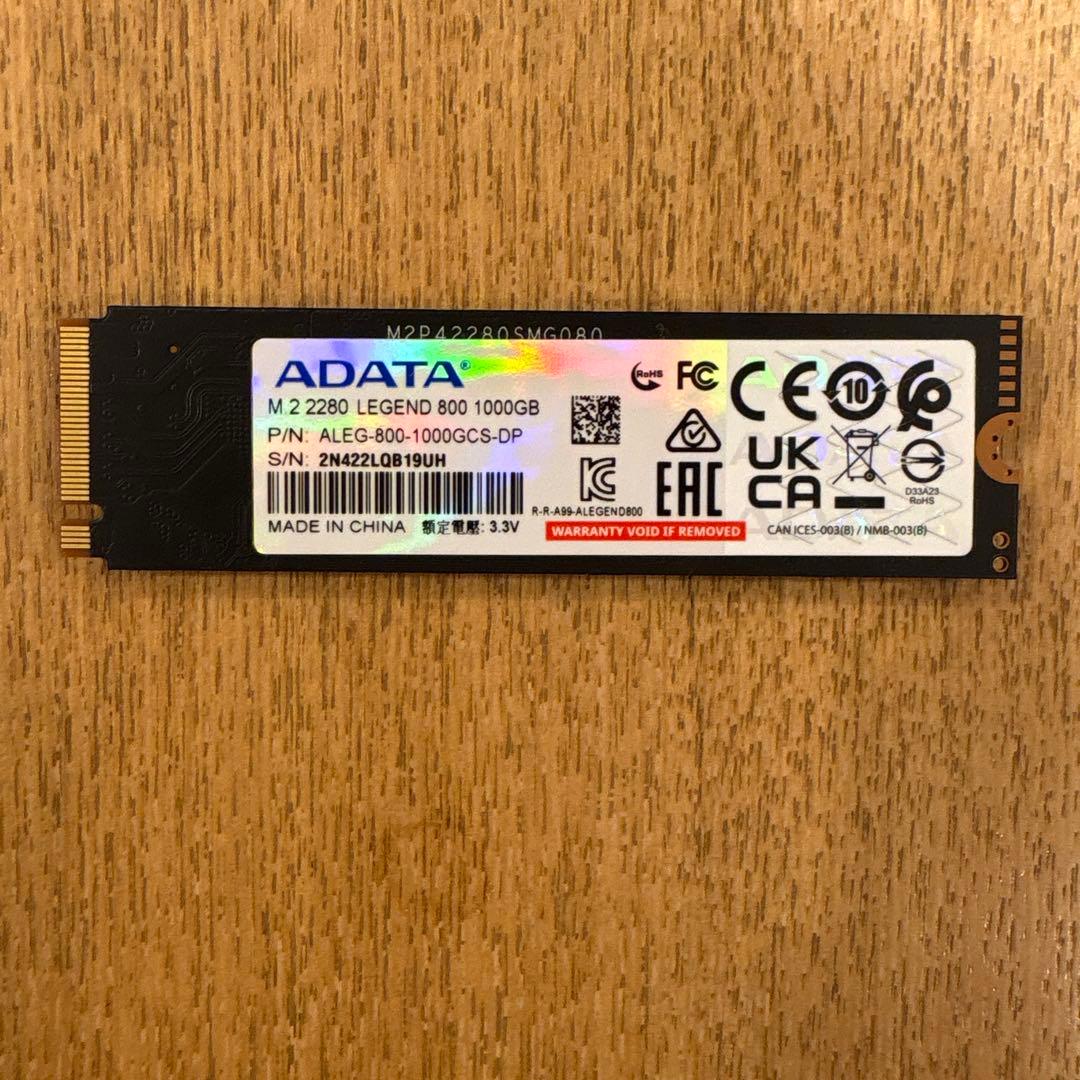 M2P42280SMG080
ADATA®
M.2 2280 LEGEND 800 1000GB
P/N: ALEG-800-1000GCS-DP
S/N: 2N422LQB19UH
MADE IN CHINA 額定電壓: 3.3V
RoHS FC
R-R-A99-ALEGEND800
EAC
WARRANTY VOID IF REMOVED
CE 10
UK
CA
D33A23
RoHS
CAN ICES-003(B) / NMB-003(B)